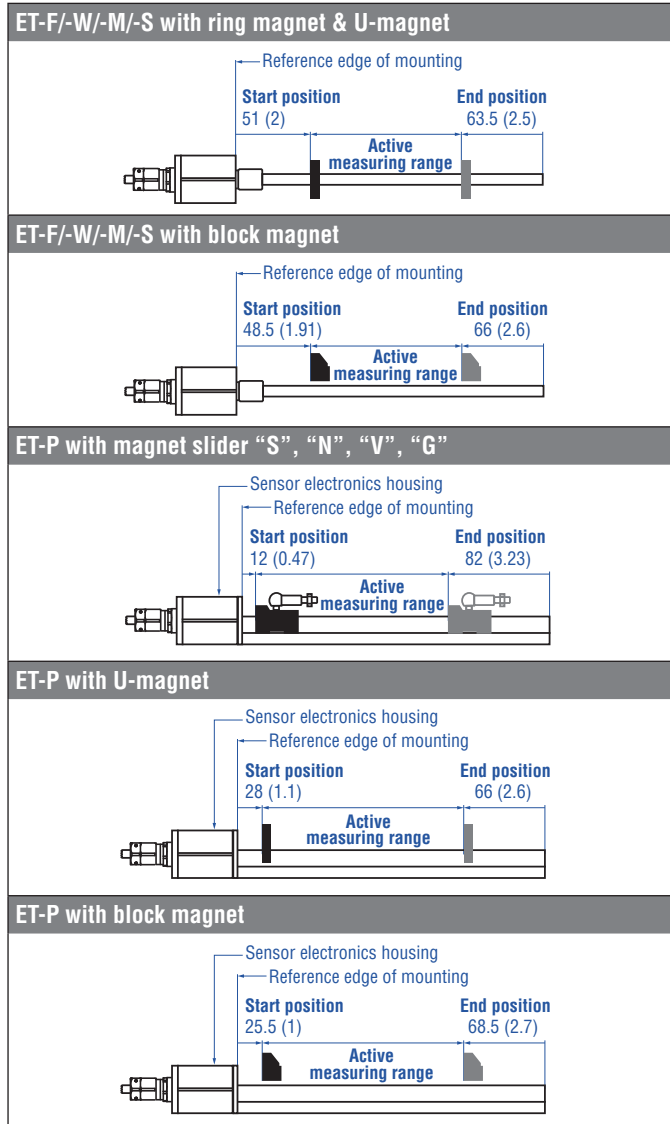 ET-F/-W/-M/-S with ring magnet & U-magnet
Reference edge of mounting
Start position
51 (2)
End position
63.5 (2.5)
Active
measuring range
ET-F/-W/-M/-S with block magnet
Reference edge of mounting
Start position
48.5 (1.91)
End position
66 (2.6)
Active
measuring range
ET-P with magnet slider “S”, “N”, “V”, “G”
Sensor electronics housing
Reference edge of mounting
Start position
12 (0.47)
End position
82 (3.23)
Active
measuring range
ET-P with U-magnet
Sensor electronics housing
Reference edge of mounting
Start position
28 (1.1)
End position
66 (2.6)
Active
measuring range
ET-P with block magnet
Sensor electronics housing
Reference edge of mounting
Start position
25.5 (1)
End position
68.5 (2.7)
Active
measuring range